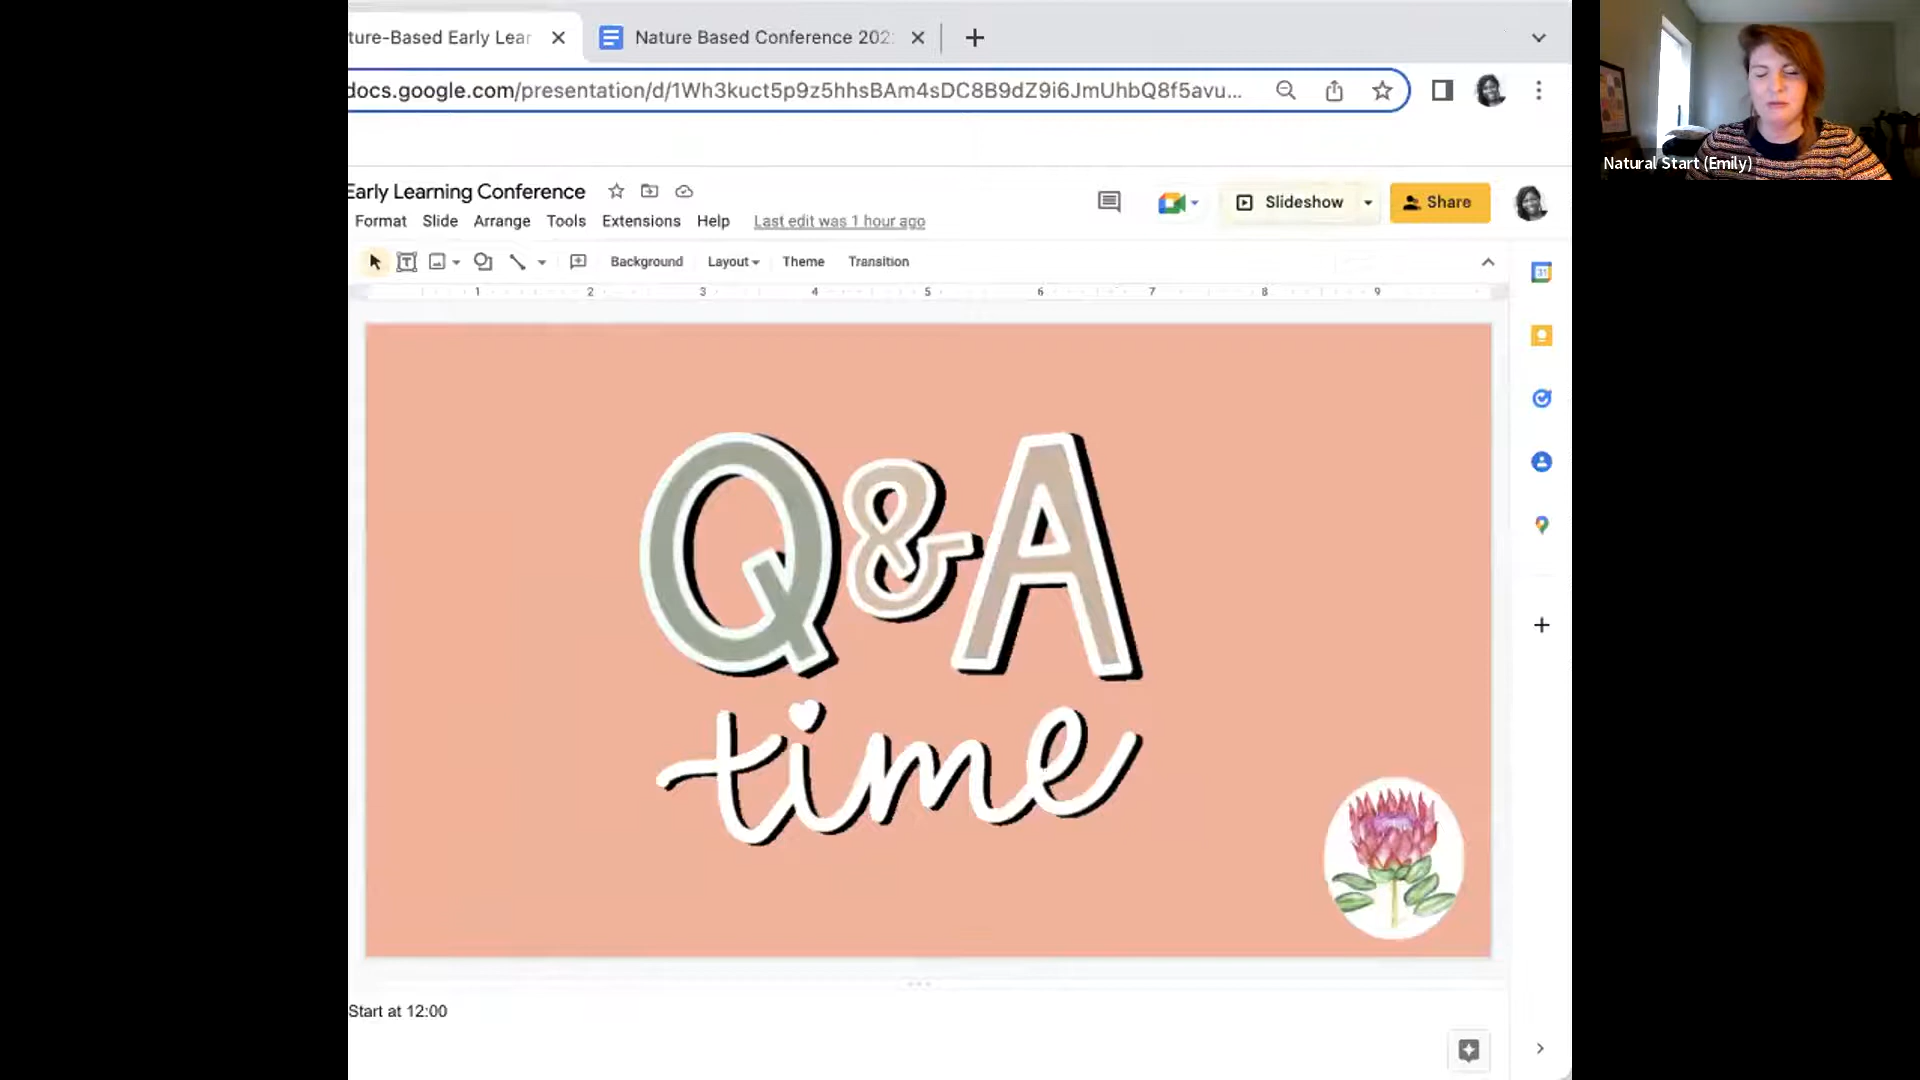 ture-Based Early Lear
Nature Based Conference 202
docs.google.com/presentation/d/1Wh3kuct5p9z5hhsBAm4sDC8B9dZ9i6JmUhbQ8f5avu...
Natural Start (Emily)
Early Learning Conference
Slideshow
Share
Format Slide Arrange Tools Extensions Help Last edit was 1 hour ago
Background Layout Theme Transition
1 2 3 4 5 6 7 8 9
31
Q&A
time
Start at 12:00